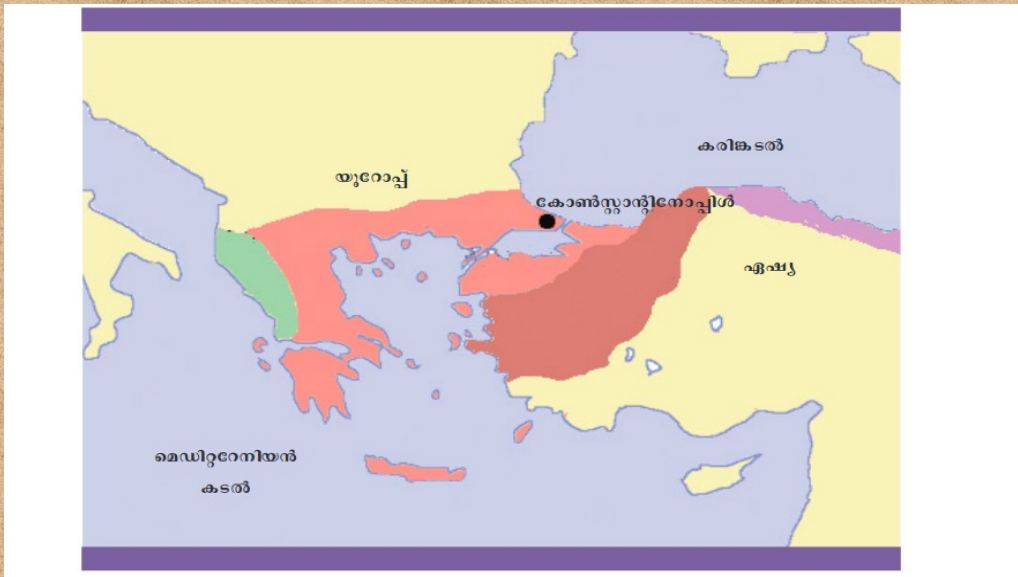 കരിങ്കടൽ
യൂറോപ്പ്
കോൺസ്റ്റാന്റിനോപ്പിൾ
ഏഷ്യ
മെഡിറ്ററേനിയൻ
കടൽ